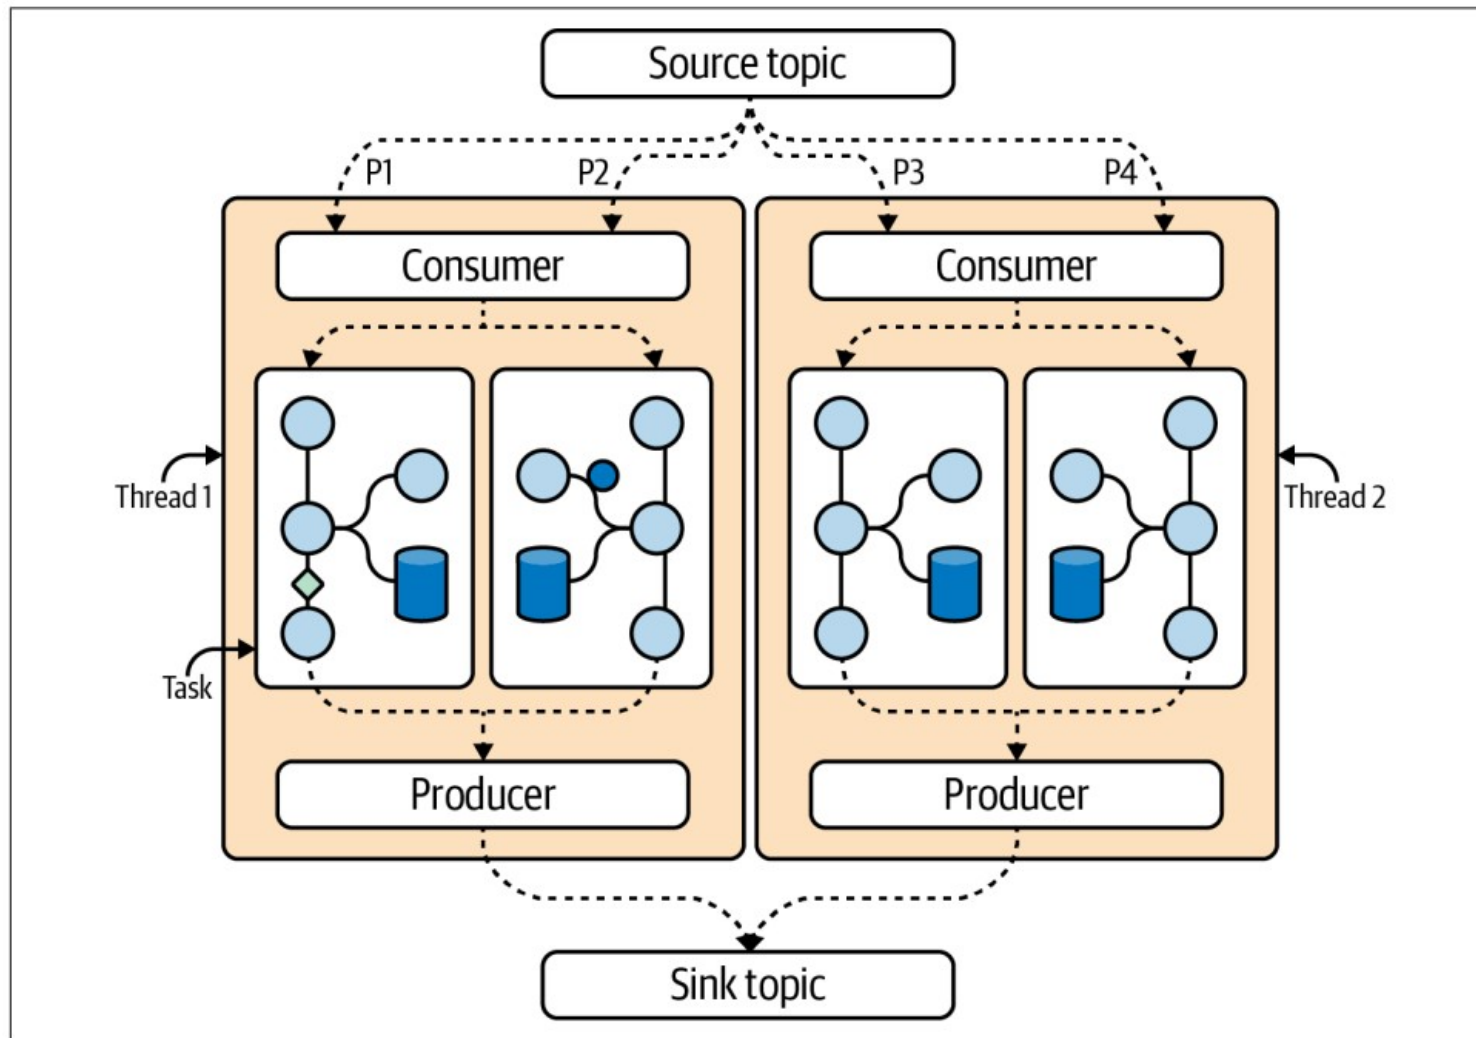 Source topic
P1
P2
P3
P4
Consumer
Consumer
Thread 1
Thread 2
Task
Producer
Producer
Sink topic